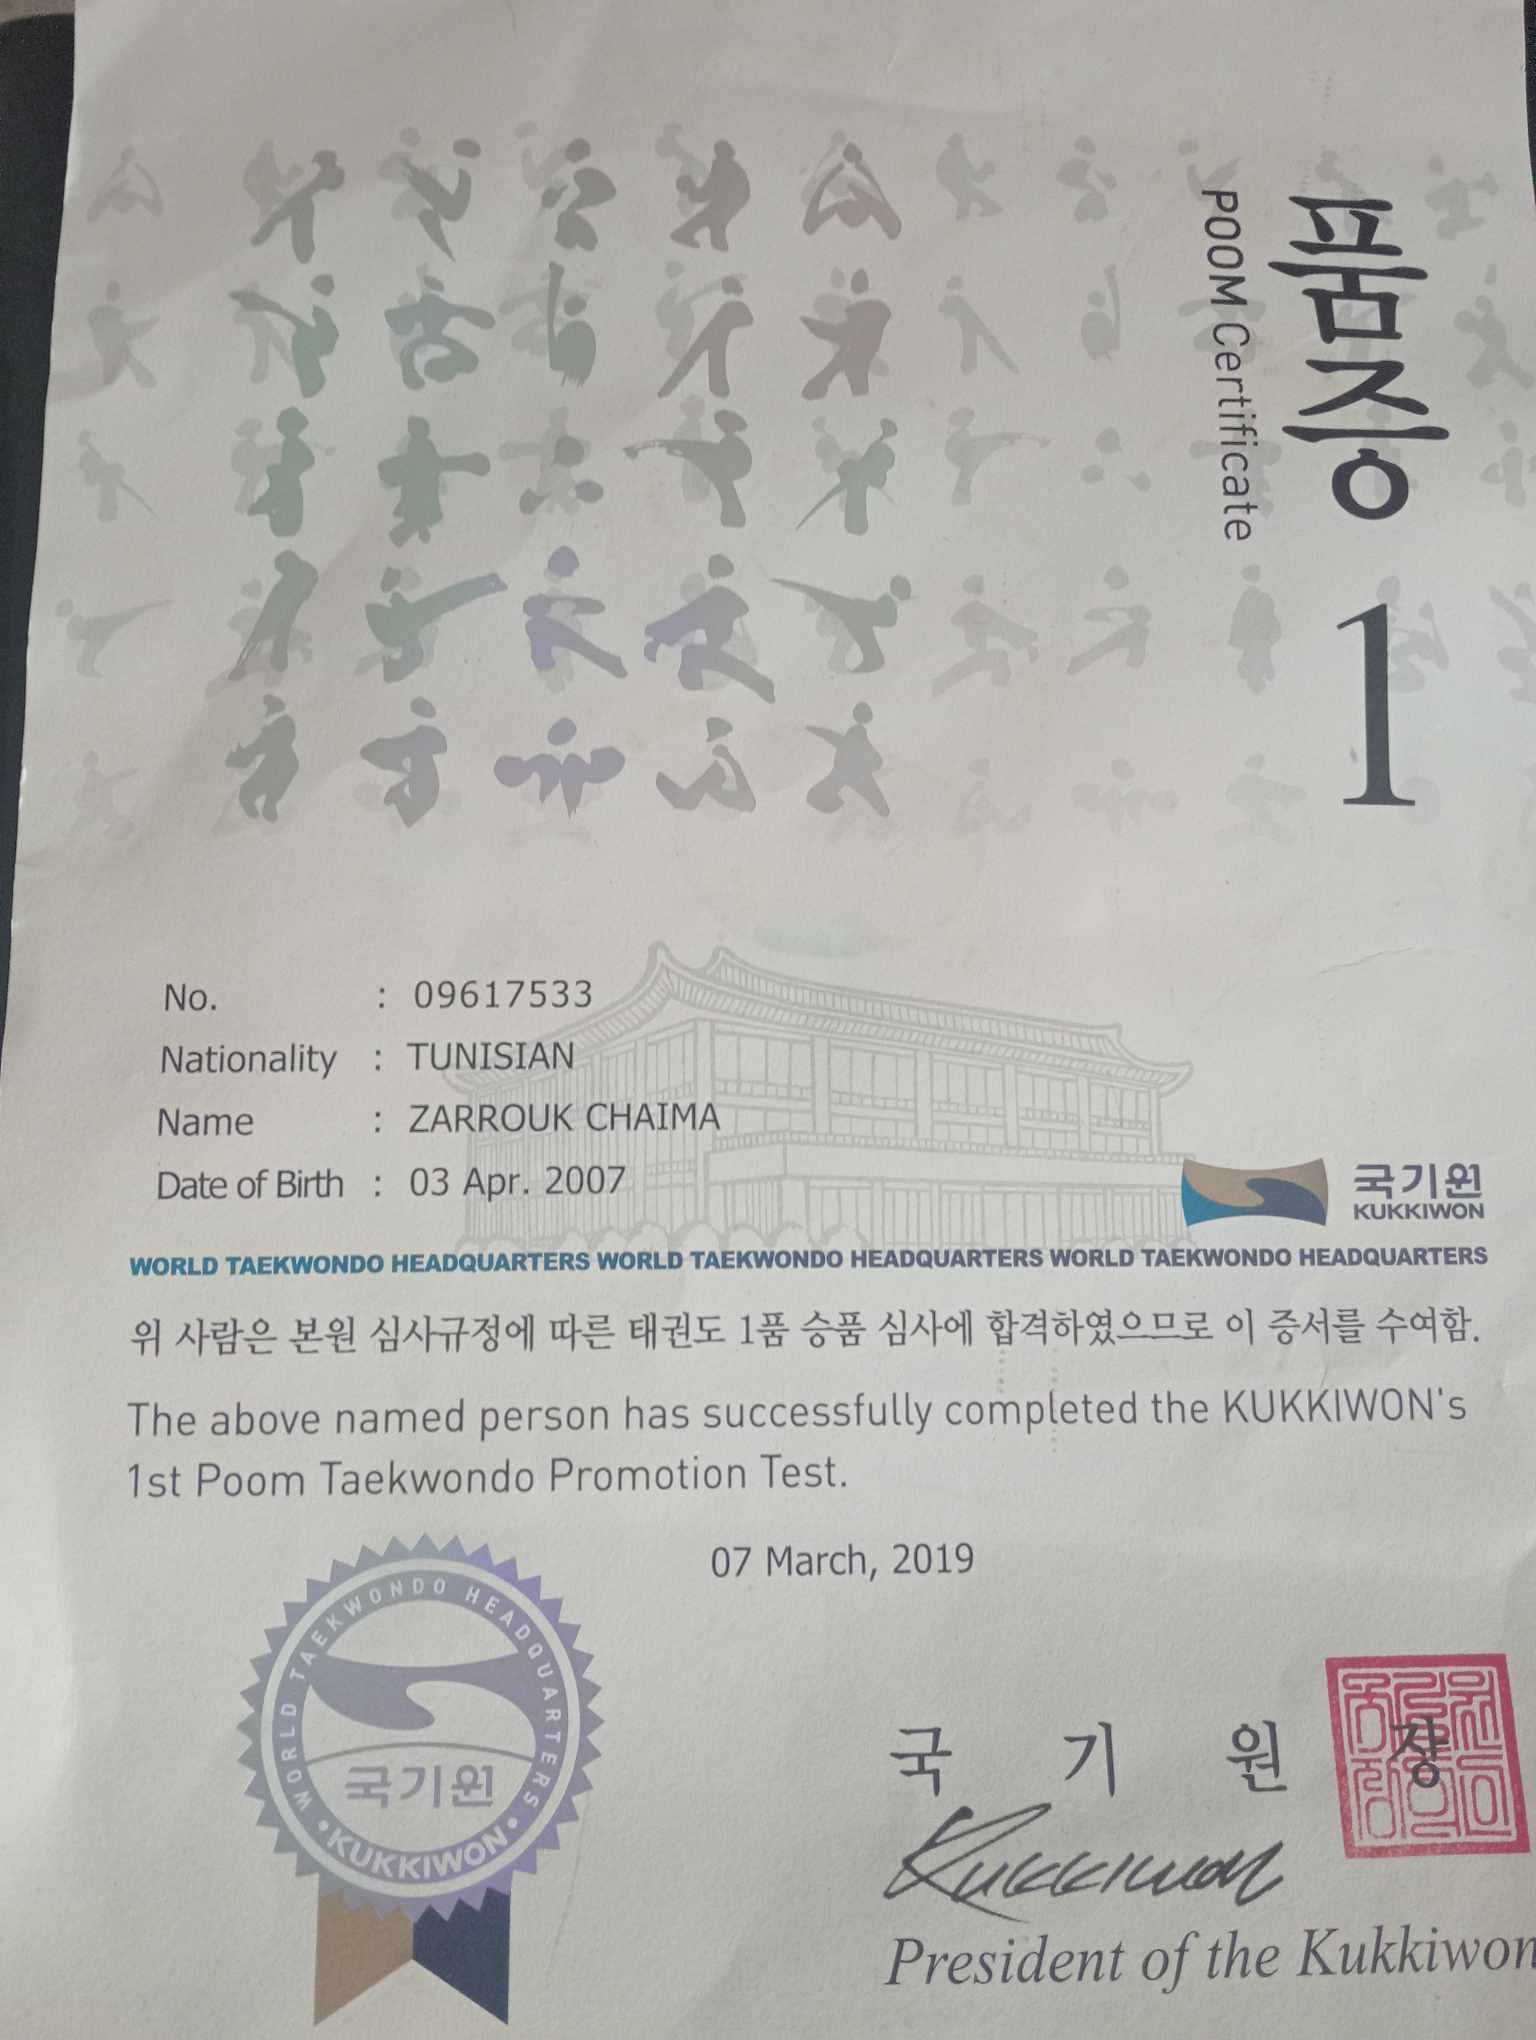 품증
POOM Certificate
1
No. : 09617533
Nationality : TUNISIAN
Name : ZARROUK CHAIMA
Date of Birth : 03 Apr. 2007
국기원
KUKKIWON
WORLD TAEKWONDO HEADQUARTERS WORLD TAEKWONDO HEADQUARTERS WORLD TAEKWONDO HEADQUARTERS
위 사람은 본원 심사규정에 따른 태권도 1품 승품 심사에 합격하였으므로 이 증서를 수여함.
The above named person has successfully completed the KUKKIWON's
1st Poom Taekwondo Promotion Test.
07 March, 2019
WORLD TAEKWONDO HEADQUARTERS
국기원
• KUKKIWON •
국 기 원 장
Kukkiwon
President of the Kukkiwon